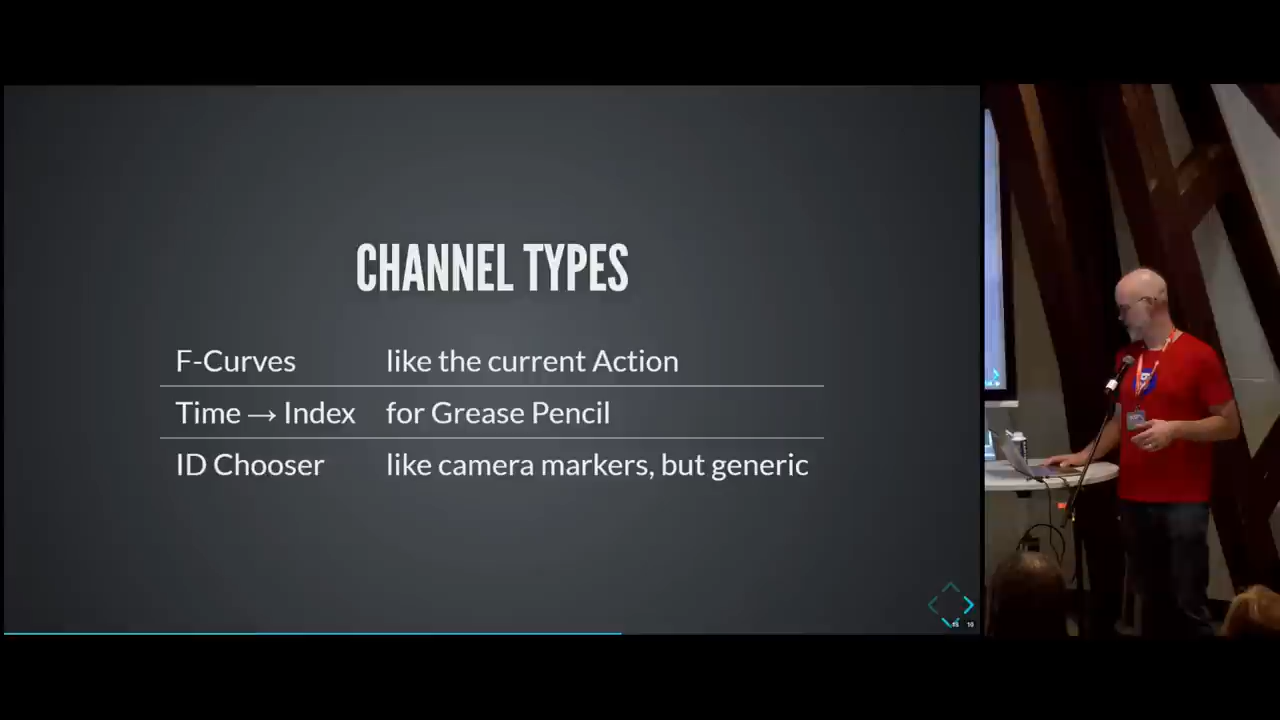 CHANNEL TYPES
F-Curves like the current Action
Time → Index for Grease Pencil
ID Chooser like camera markers, but generic